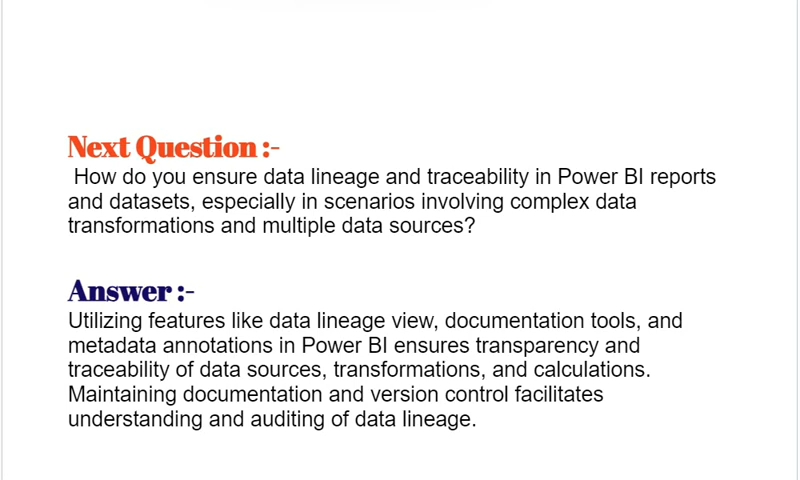 Next Question :-
How do you ensure data lineage and traceability in Power BI reports
and datasets, especially in scenarios involving complex data
transformations and multiple data sources?
Answer :-
Utilizing features like data lineage view, documentation tools, and
metadata annotations in Power BI ensures transparency and
traceability of data sources, transformations, and calculations.
Maintaining documentation and version control facilitates
understanding and auditing of data lineage.